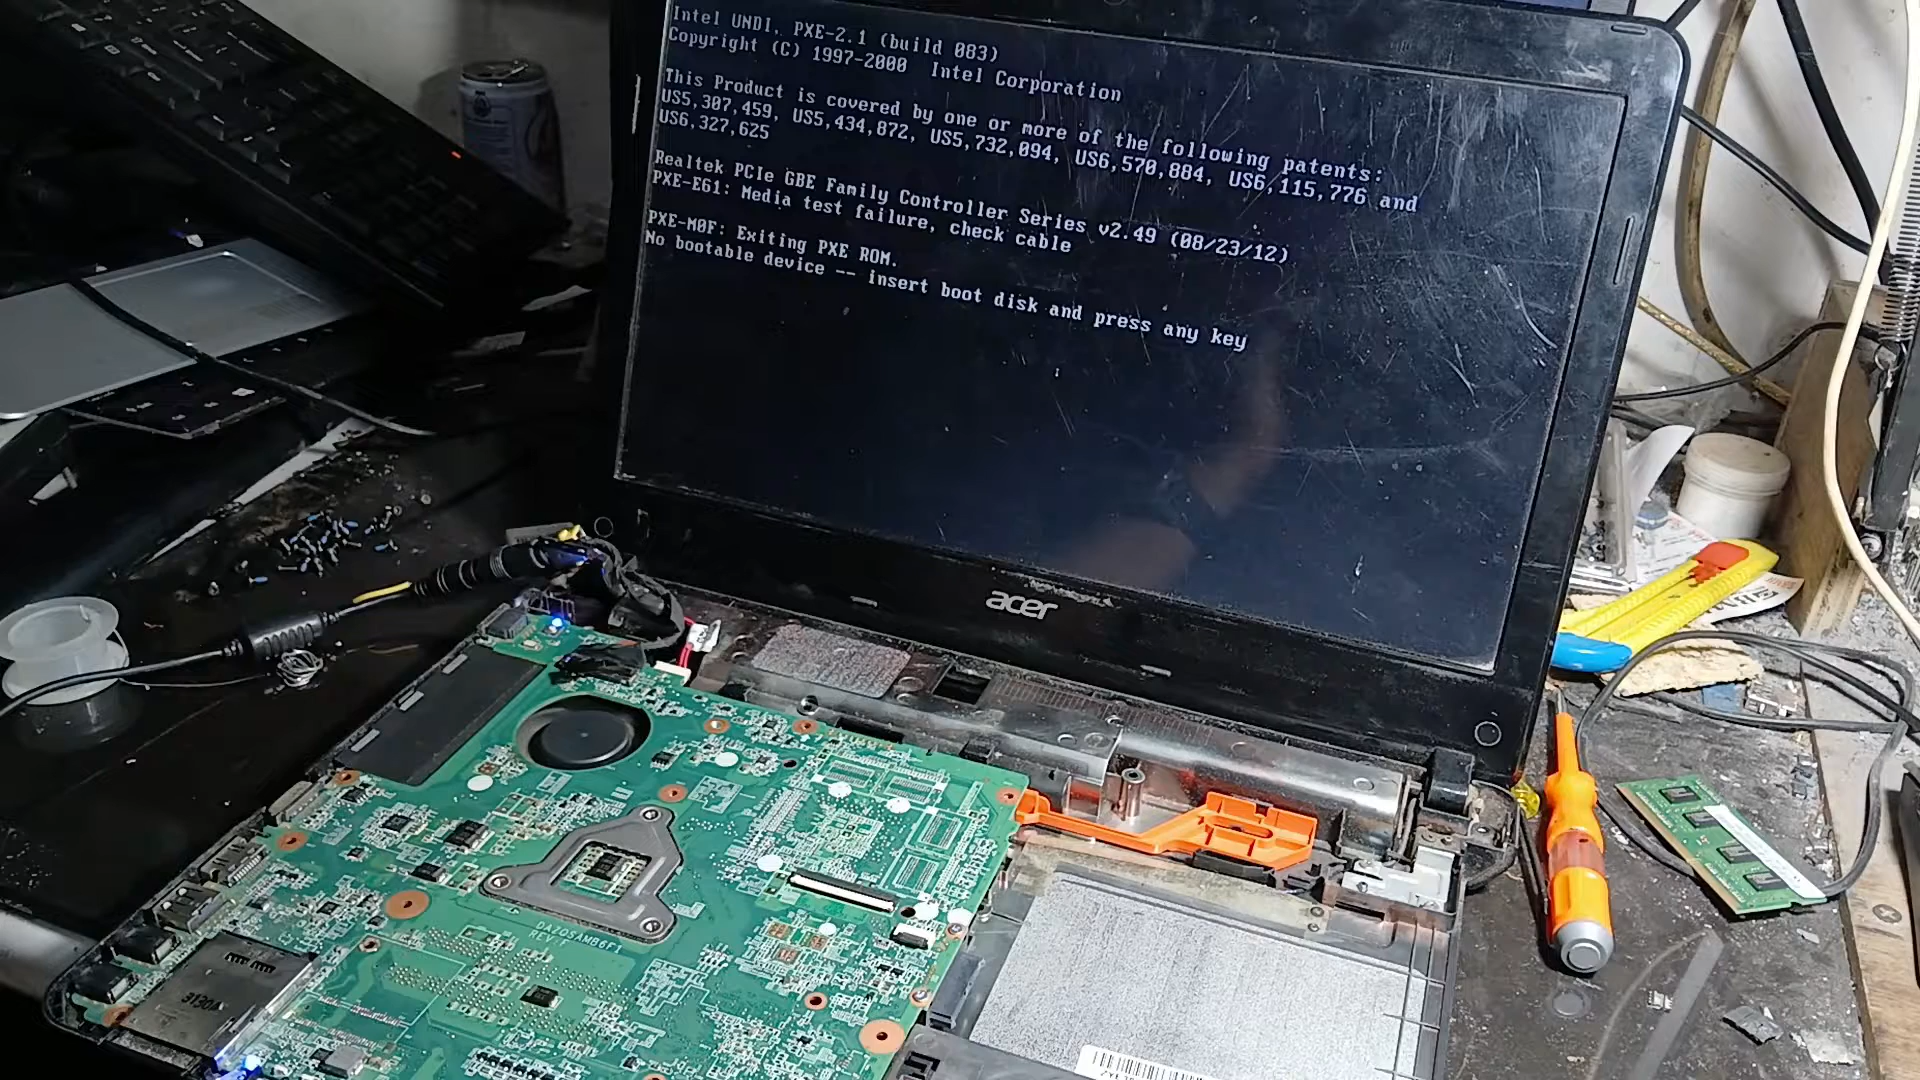 Intel UNDI, PXE-2.1 (build 083)
Copyright (C) 1997-2000  Intel Corporation
This Product is covered by one or more of the following patents:
US5,307,459, US5,434,872, US5,732,094, US6,570,884, US6,115,776 and
US6,327,625
Realtek PCIe GBE Family Controller Series v2.49 (08/23/12)
PXE-E61: Media test failure, check cable
PXE-M0F: Exiting PXE ROM.
No bootable device -- insert boot disk and press any key
acer
REV:F
3130A